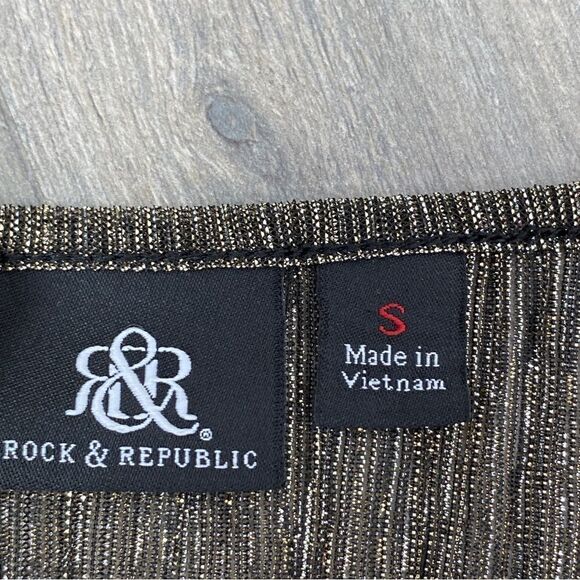 R&R®
ROCK & REPUBLIC
S
Made in
Vietnam